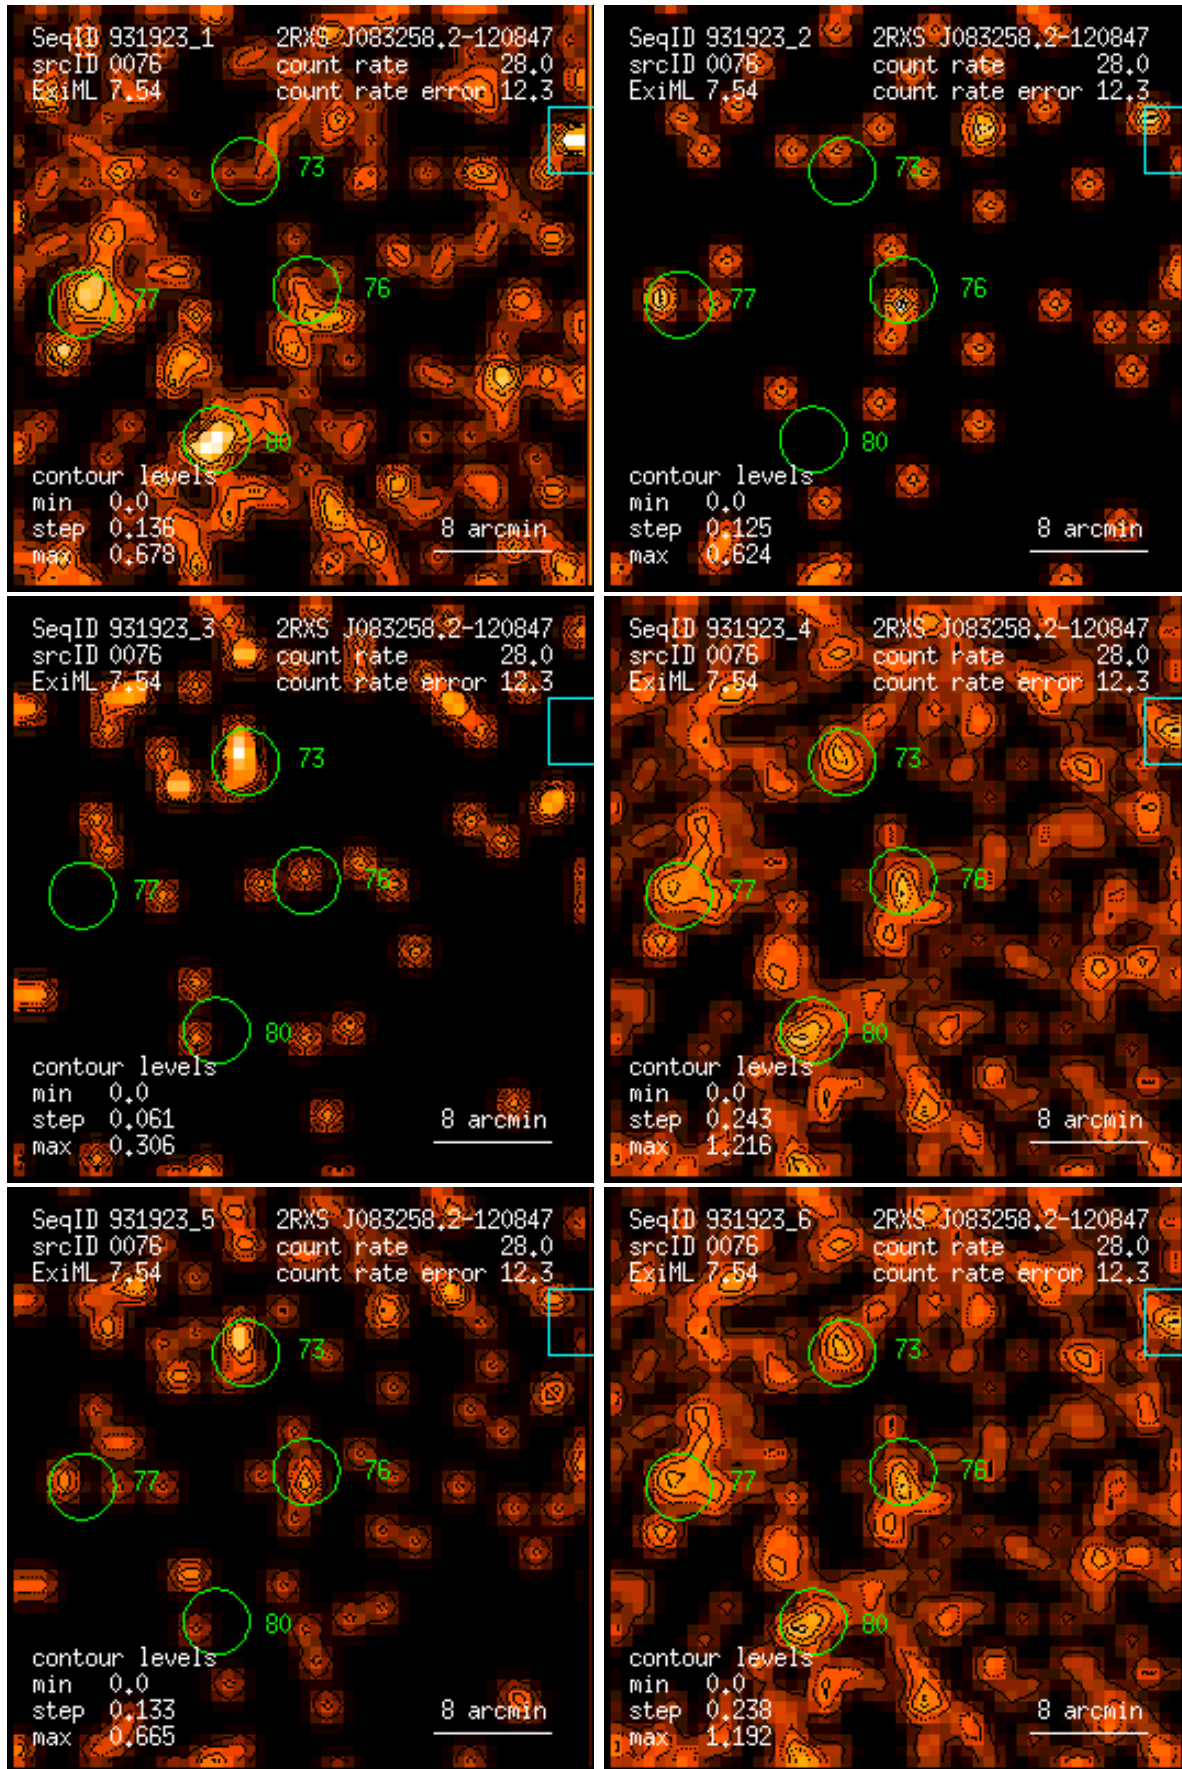 SeqID 931923_1 2RXS J083258.2-120847
srcID 0076 count rate 28.0
ExiML 7.54 count rate error 12.3
73
76
77
80
contour levels
min 0.0
step 0.136
max 0.678
8 arcmin
SeqID 931923_2 2RXS J083258.2-120847
srcID 0076 count rate 28.0
ExiML 7.54 count rate error 12.3
73
76
77
80
contour levels
min 0.0
step 0.125
max 0.624
8 arcmin
SeqID 931923_3 2RXS J083258.2-120847
srcID 0076 count rate 28.0
ExiML 7.54 count rate error 12.3
73
76
77
80
contour levels
min 0.0
step 0.061
max 0.306
8 arcmin
SeqID 931923_4 2RXS J083258.2-120847
srcID 0076 count rate 28.0
ExiML 7.54 count rate error 12.3
73
76
77
80
contour levels
min 0.0
step 0.243
max 1.216
8 arcmin
SeqID 931923_5 2RXS J083258.2-120847
srcID 0076 count rate 28.0
ExiML 7.54 count rate error 12.3
73
76
77
80
contour levels
min 0.0
step 0.133
max 0.665
8 arcmin
SeqID 931923_6 2RXS J083258.2-120847
srcID 0076 count rate 28.0
ExiML 7.54 count rate error 12.3
73
76
77
80
contour levels
min 0.0
step 0.238
max 1.192
8 arcmin